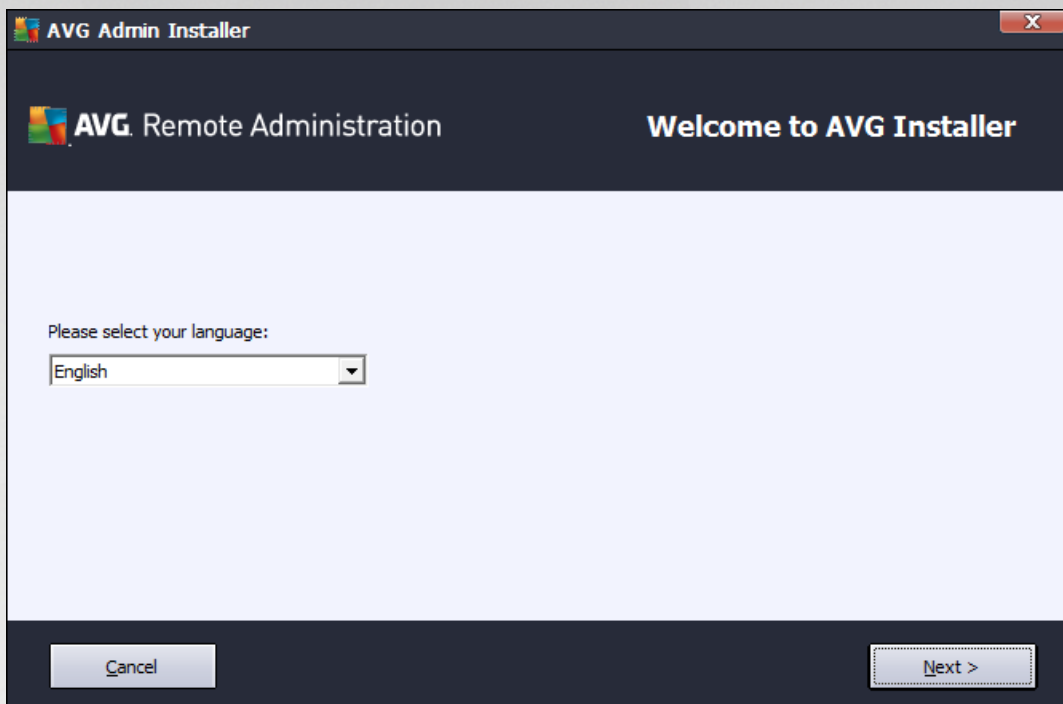 AVG Admin Installer
AVG. Remote Administration
Welcome to AVG Installer
Please select your language:
English
Cancel
Next >